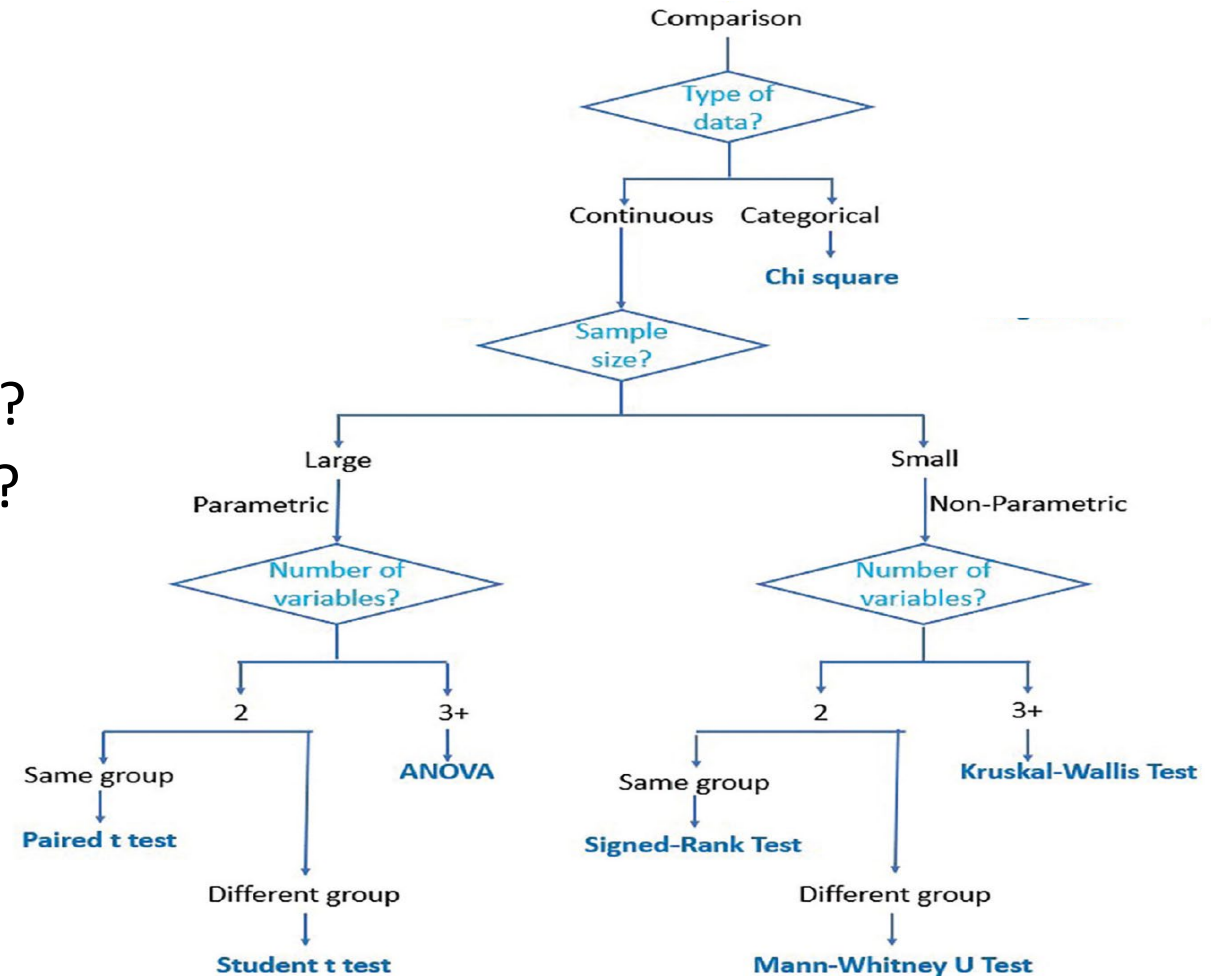 Comparison
Type of
data?
Continuous
Categorical
Chi square
Sample
size?
?
?
Large
Small
Parametric
Non-Parametric
Number of
variables?
Number of
variables?
2
3+
2
3+
Same group
ANOVA
Same group
Kruskal-Wallis Test
Paired t test
Signed-Rank Test
Different group
Different group
Student t test
Mann-Whitney U Test